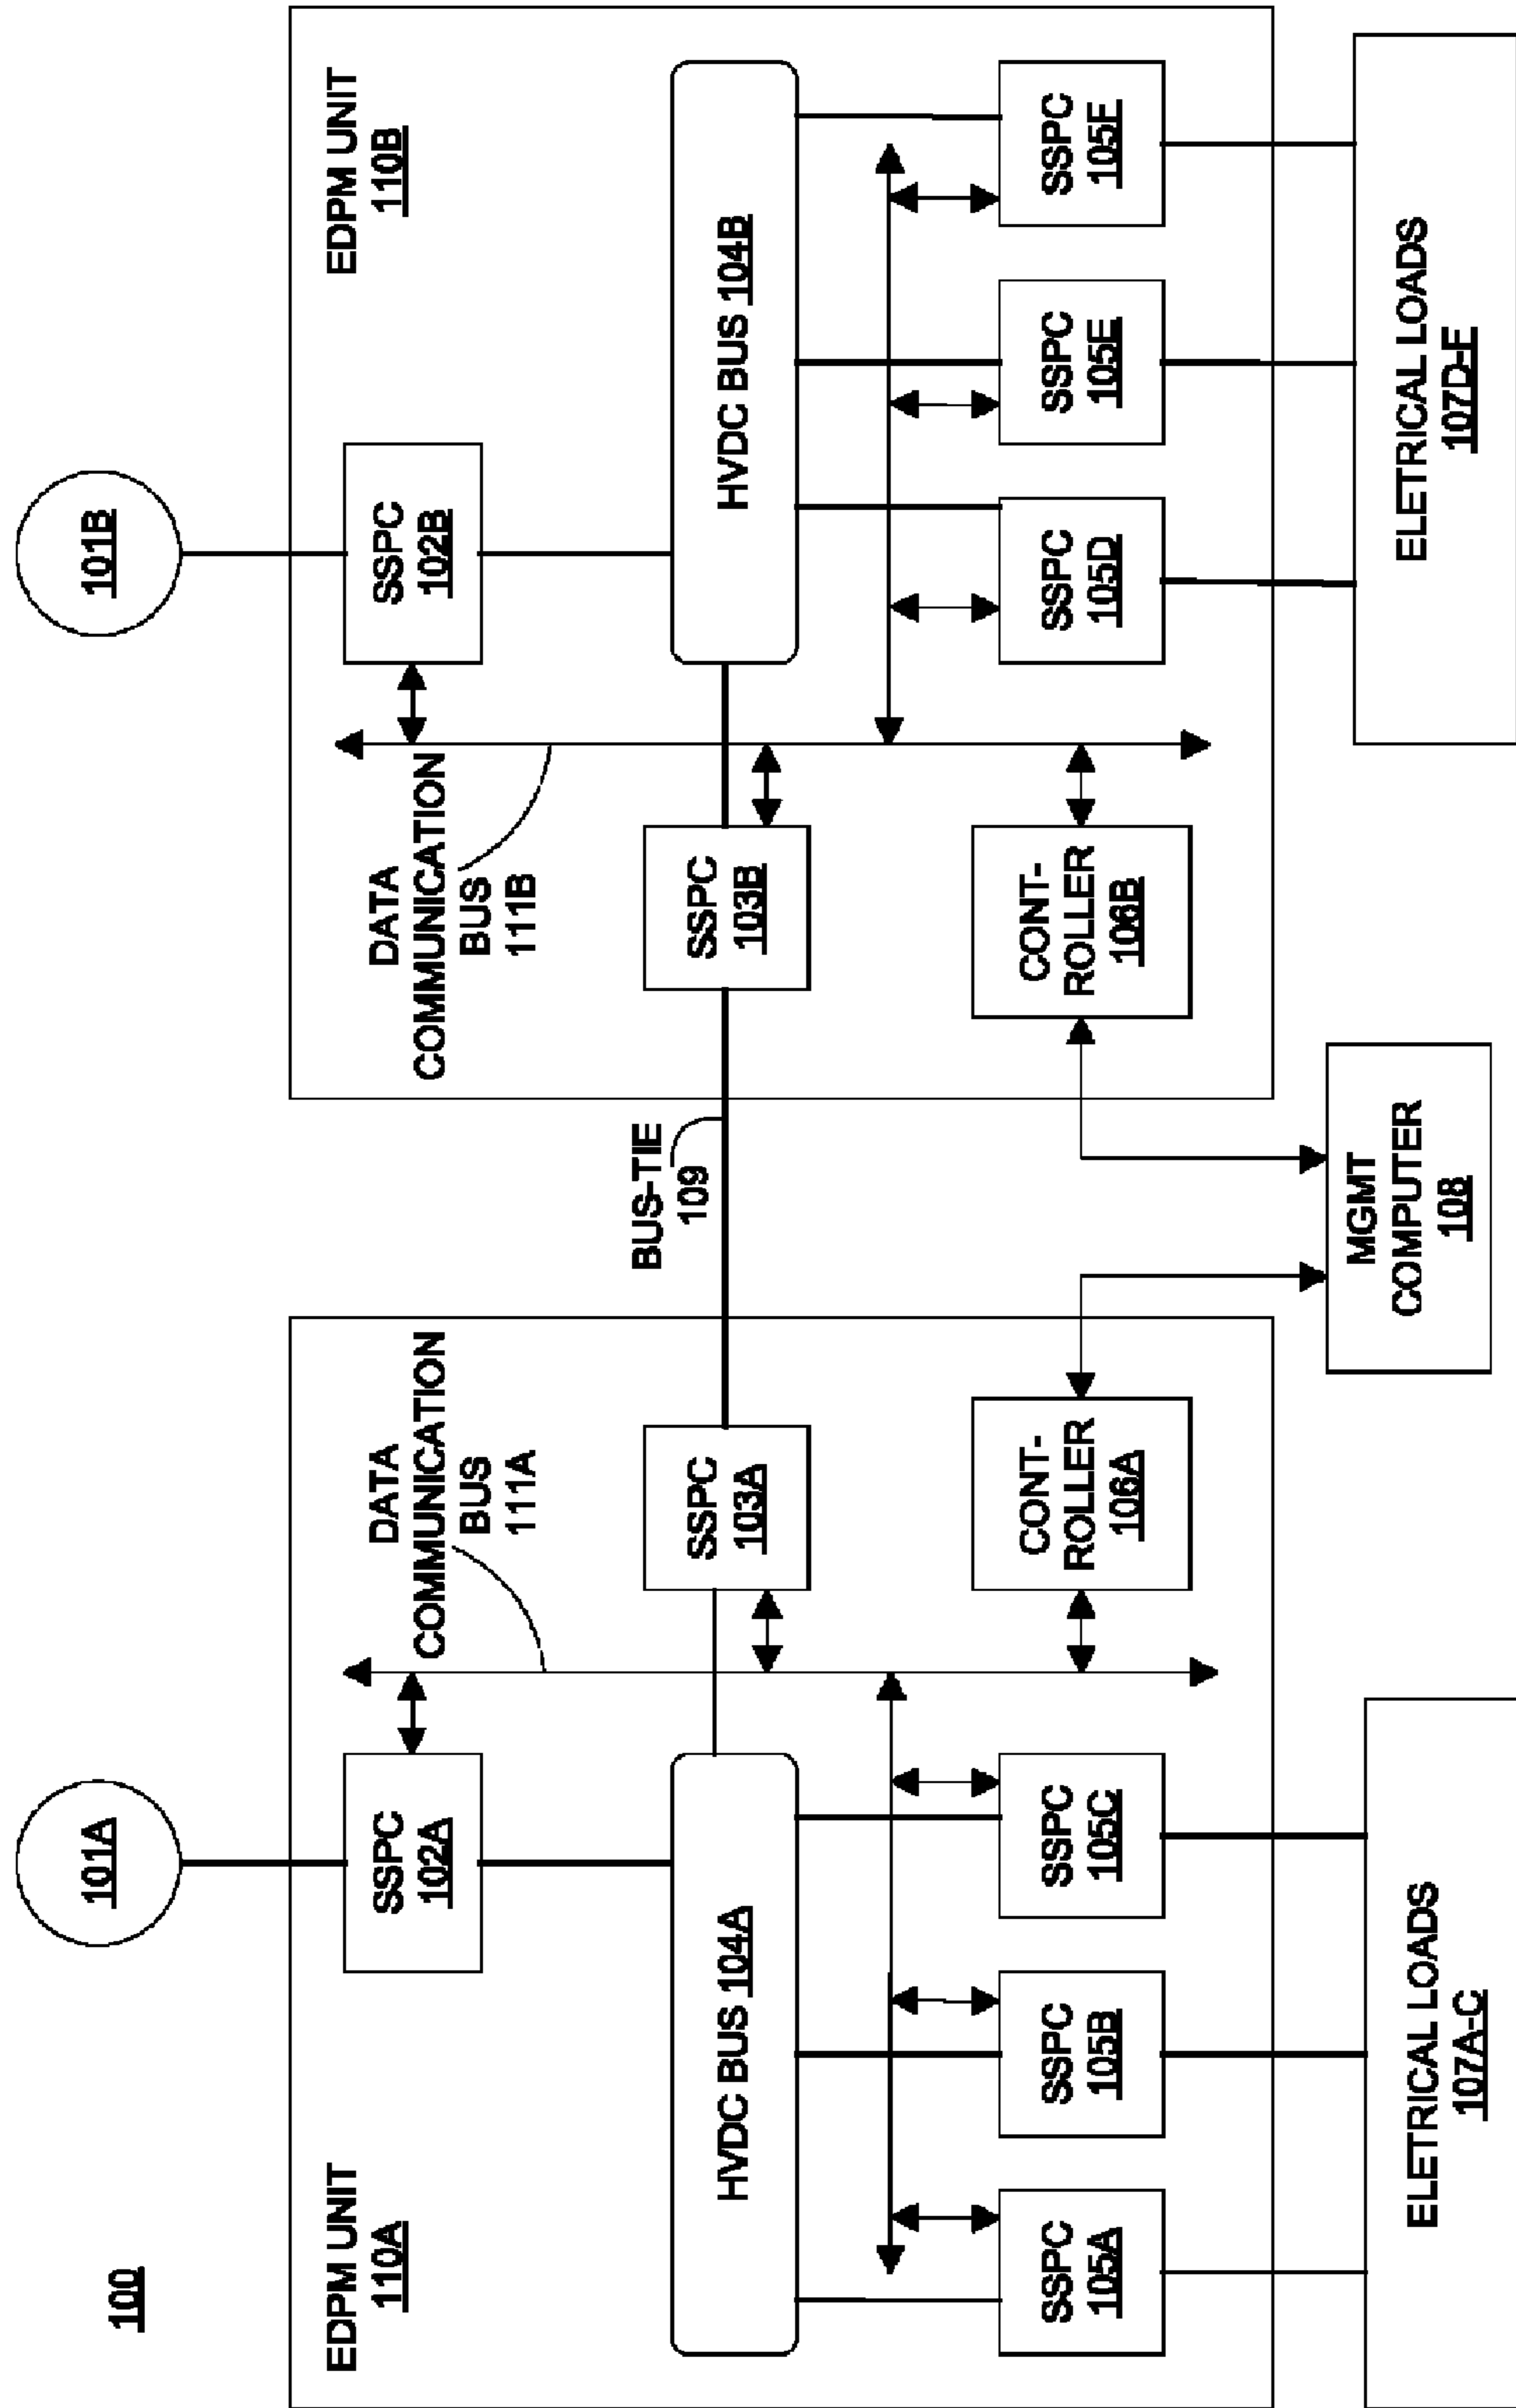 100
101A
101B
EDPM UNIT
110A
SSPC
102A
DATA
COMMUNICATION
BUS
111A
HVDC BUS 104A
SSPC
103A
SSPC
105A
SSPC
105B
SSPC
105C
CONT-
ROLLER
106A
ELETRICAL LOADS
107A-C
BUS-TIE
109
MGMT
COMPUTER
108
EDPM UNIT
110B
DATA
COMMUNICATION
BUS
111B
SSPC
102B
SSPC
103B
HVDC BUS 104B
CONT-
ROLLER
106B
SSPC
105D
SSPC
105E
SSPC
105F
ELETRICAL LOADS
107D-F